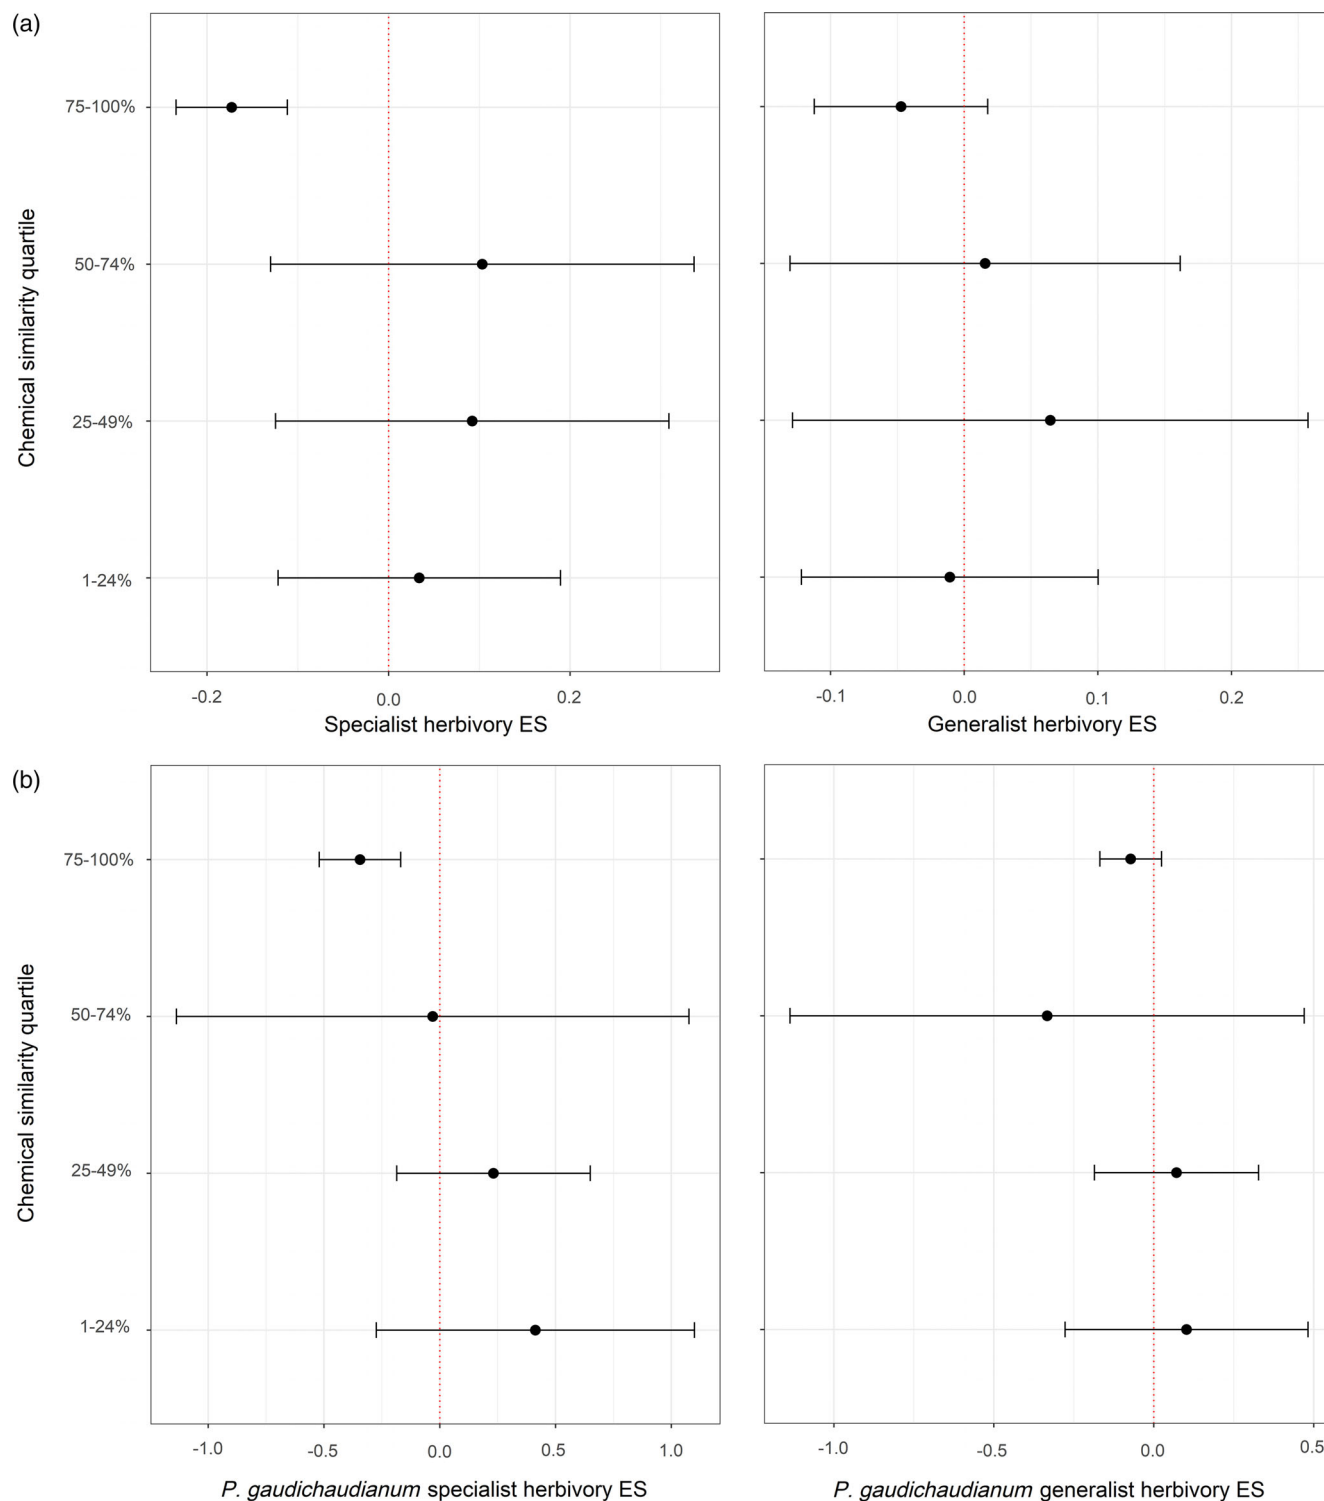 (a)
Chemical similarity quartile
75-100%
50-74%
25-49%
1-24%
-0.2 0.0 0.2
Specialist herbivory ES
-0.1 0.0 0.1 0.2
Generalist herbivory ES
(b)
Chemical similarity quartile
75-100%
50-74%
25-49%
1-24%
-1.0 -0.5 0.0 0.5 1.0
P. gaudichaudianum specialist herbivory ES
-1.0 -0.5 0.0 0.5
P. gaudichaudianum generalist herbivory ES